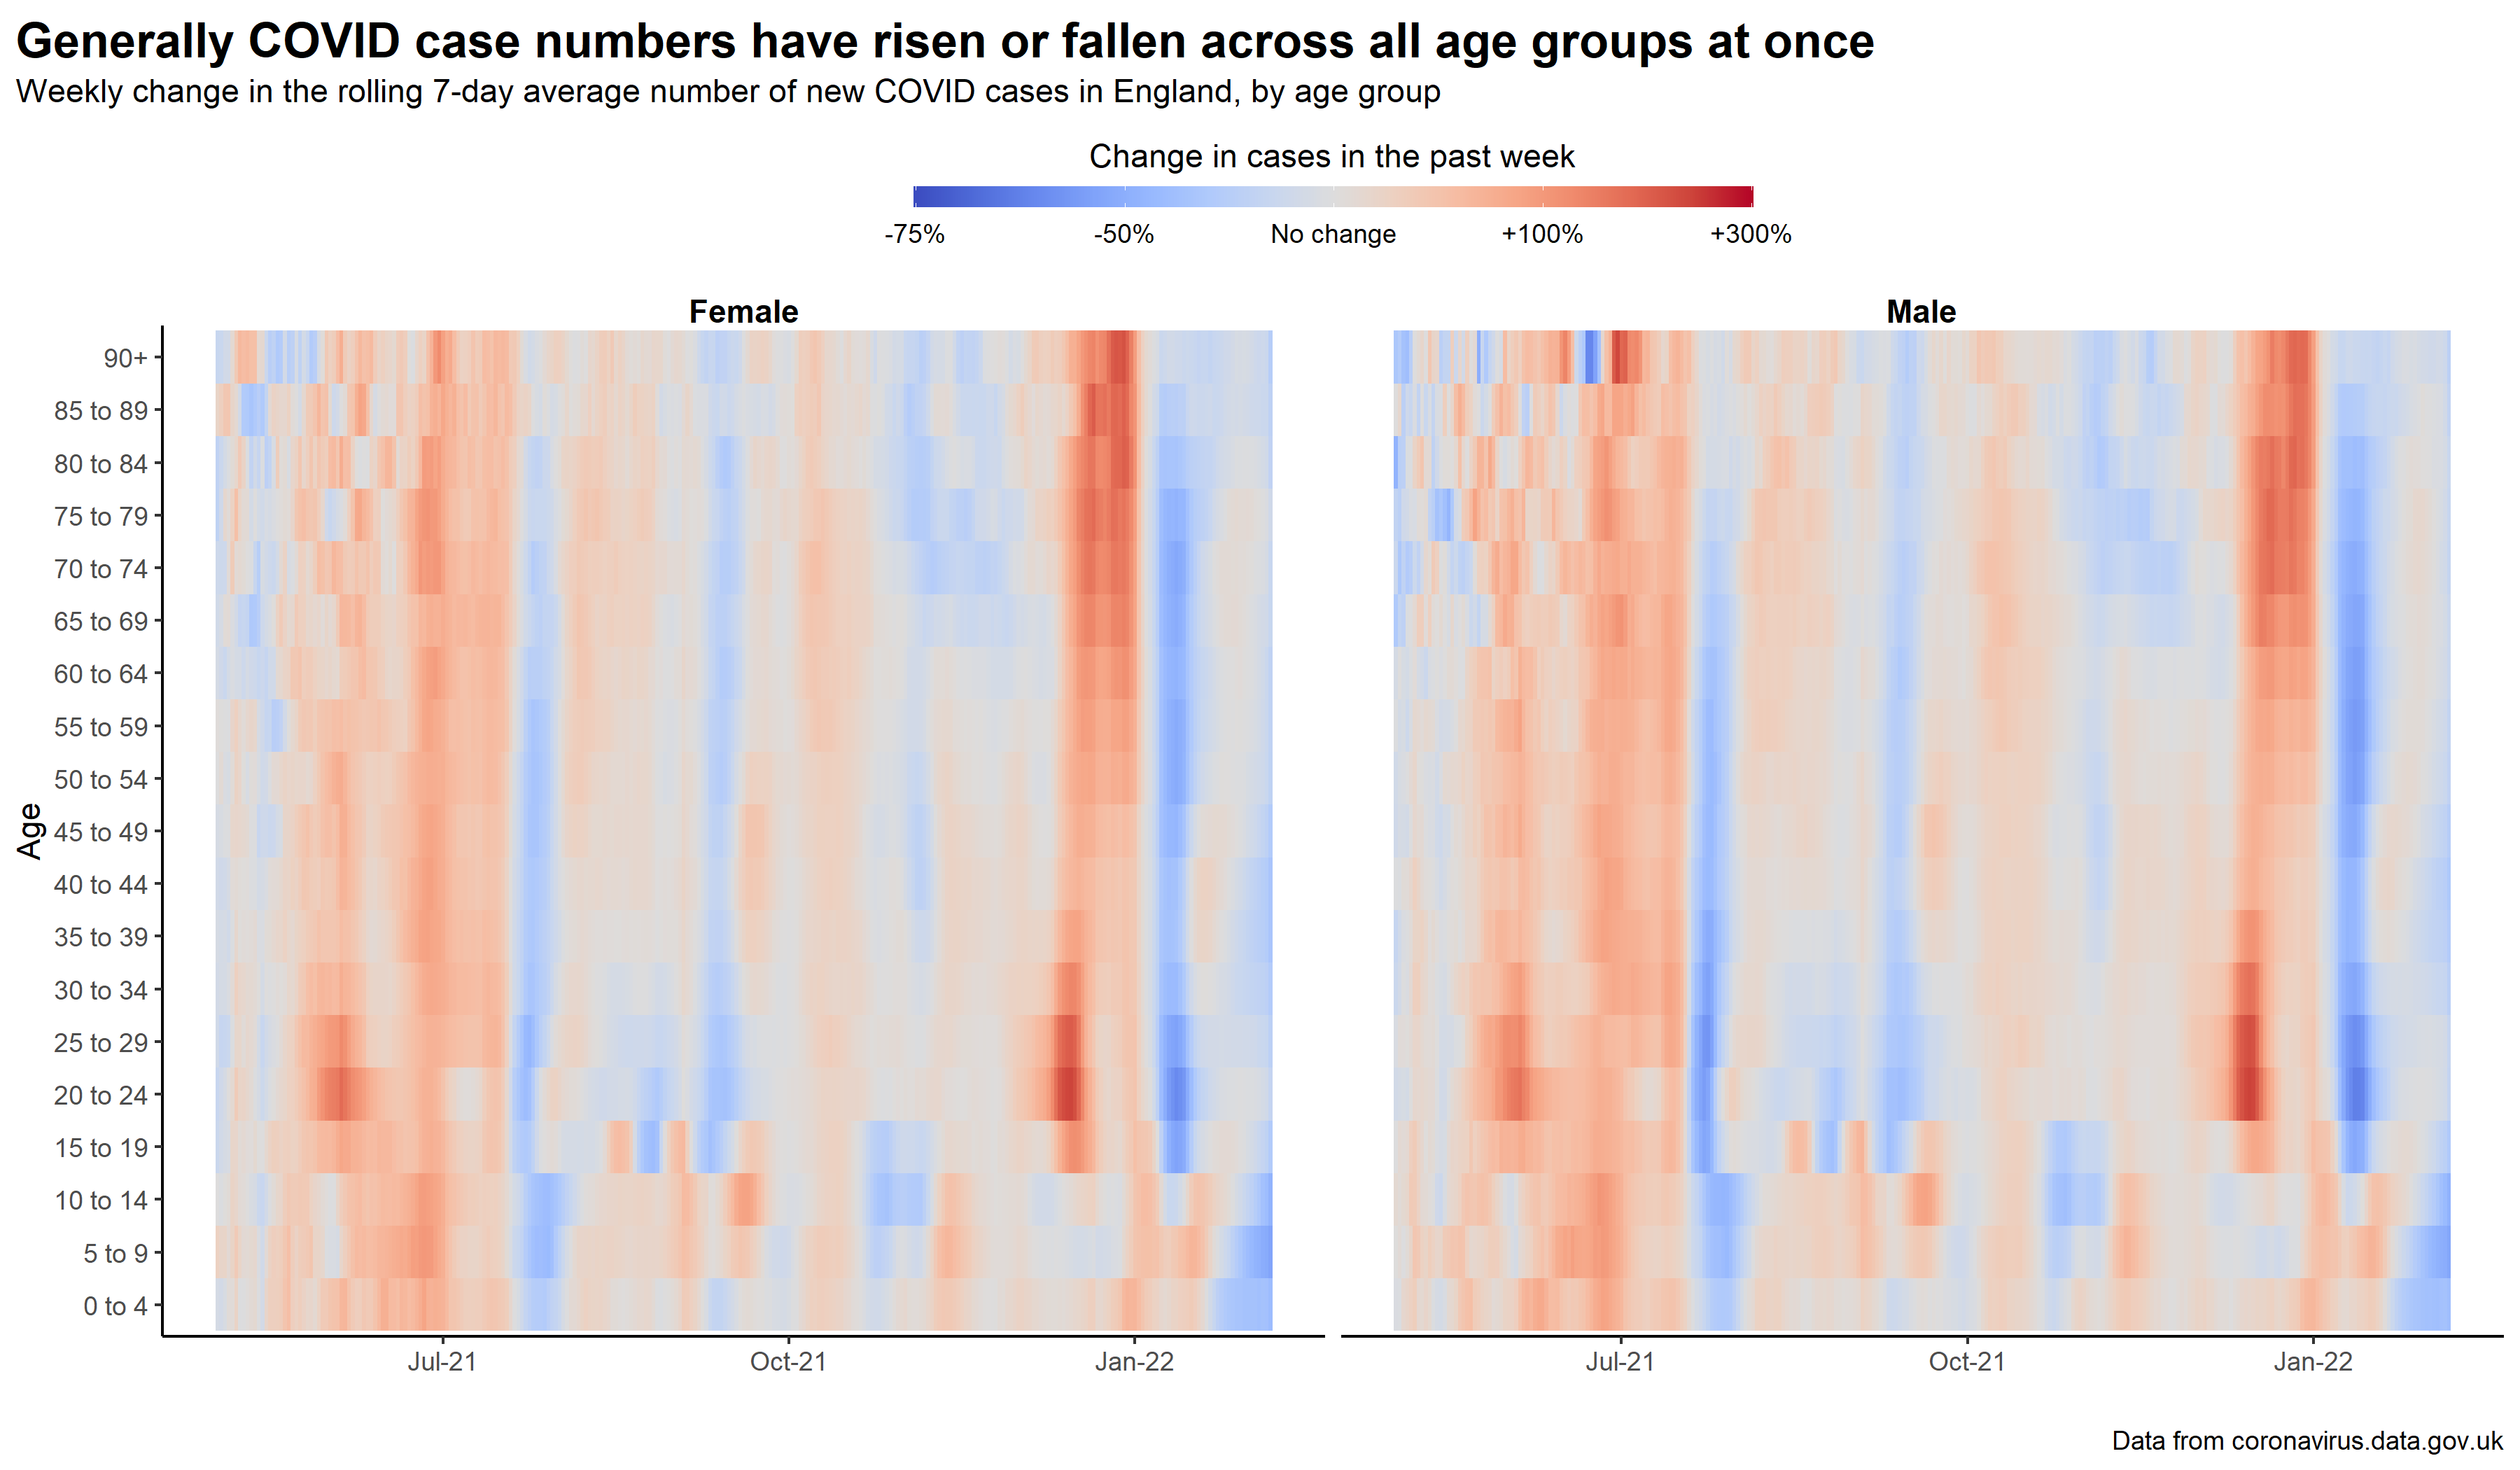 Generally COVID case numbers have risen or fallen across all age groups at once
Weekly change in the rolling 7-day average number of new COVID cases in England, by age group
Change in cases in the past week
-75%
-50%
No change
+100%
+300%
Female
Male
Age
90+
85 to 89
80 to 84
75 to 79
70 to 74
65 to 69
60 to 64
55 to 59
50 to 54
45 to 49
40 to 44
35 to 39
30 to 34
25 to 29
20 to 24
15 to 19
10 to 14
5 to 9
0 to 4
Jul-21
Oct-21
Jan-22
Jul-21
Oct-21
Jan-22
Data from coronavirus.data.gov.uk